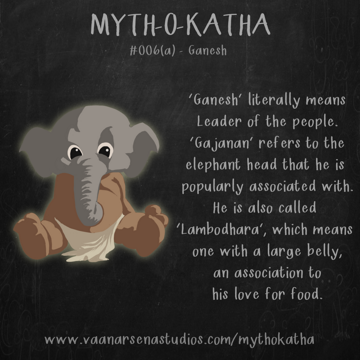 MYTH-O-KATHA
#006(a) - Ganesh
'Ganesh' literally means
Leader of the people.
'Gajanan' refers to the
elephant head that he is
popularly associated with.
He is also called
'Lambodhara', which means
one with a large belly,
an association to
his love for food.
www.vaanarsenastudios.com/mythokatha